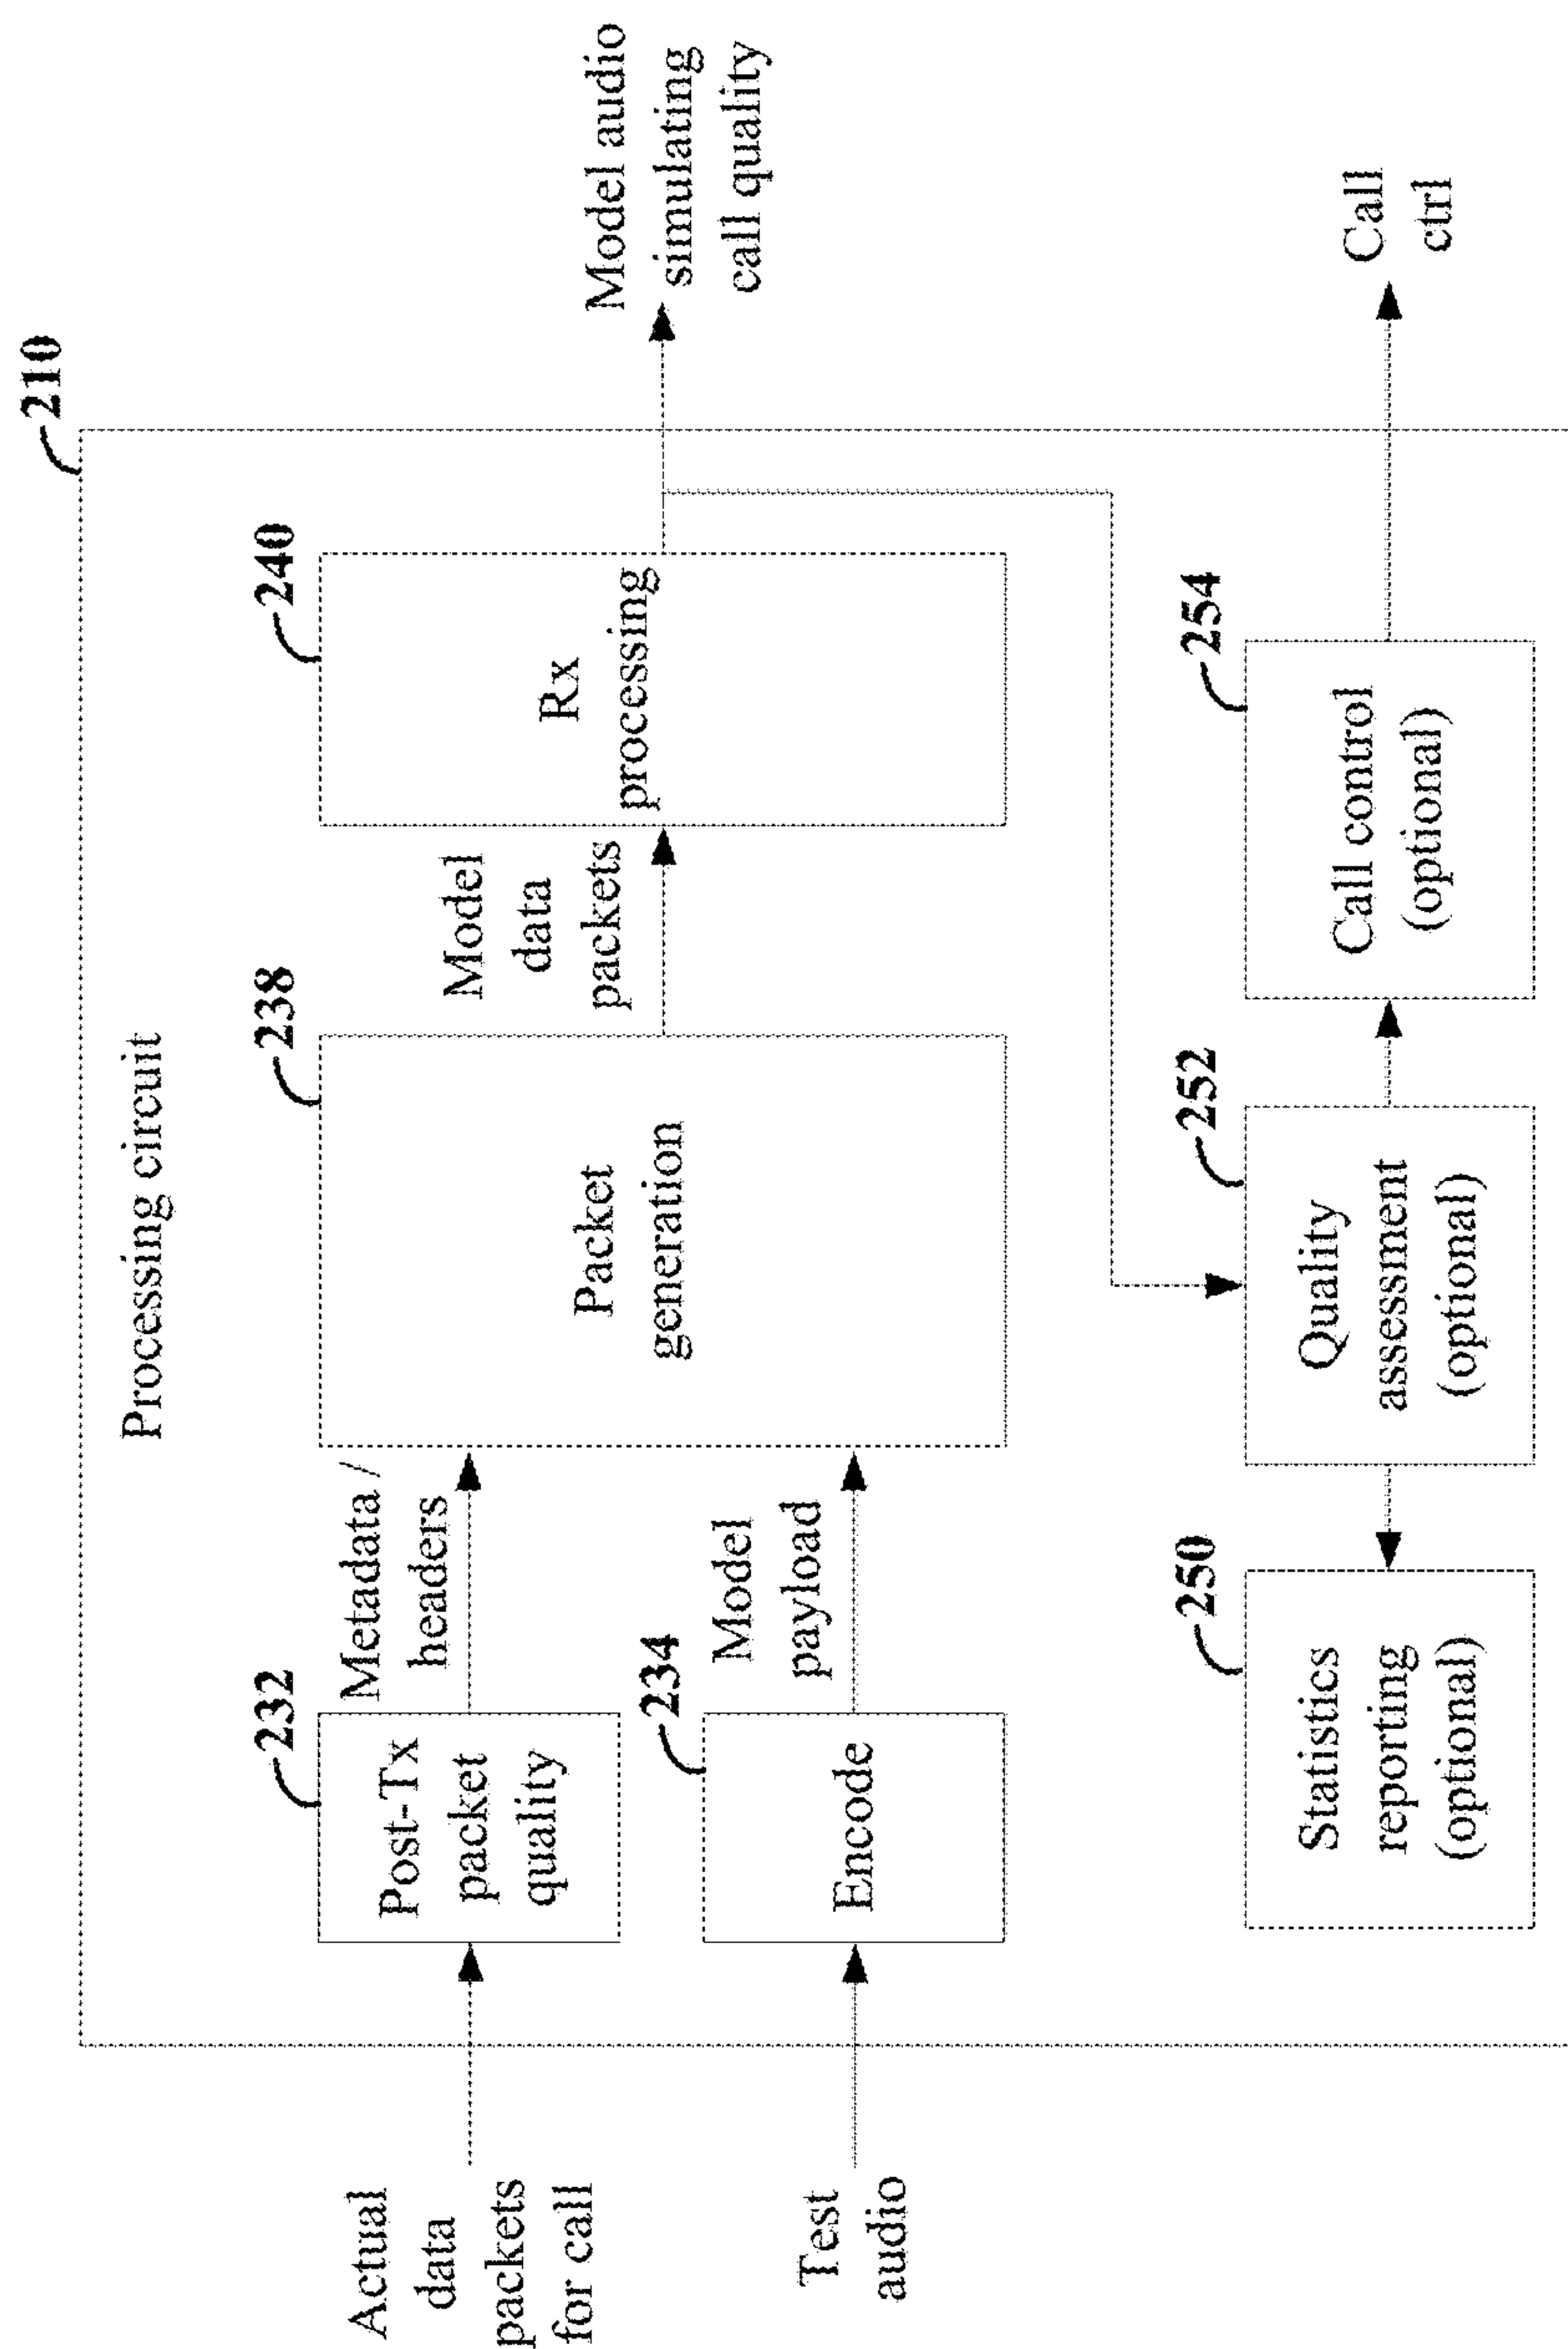 210
Processing circuit
232
238
240
Actual
data
packets
for call
Post-Tx
packet
quality
Metadata /
headers
Packet
generation
Model
data
packets
Rx
processing
Model audio
simulating
call quality
234
Test
audio
Encode
Model
payload
250
252
254
Statistics
reporting
(optional)
Quality
assessment
(optional)
Call control
(optional)
Call
ctrl